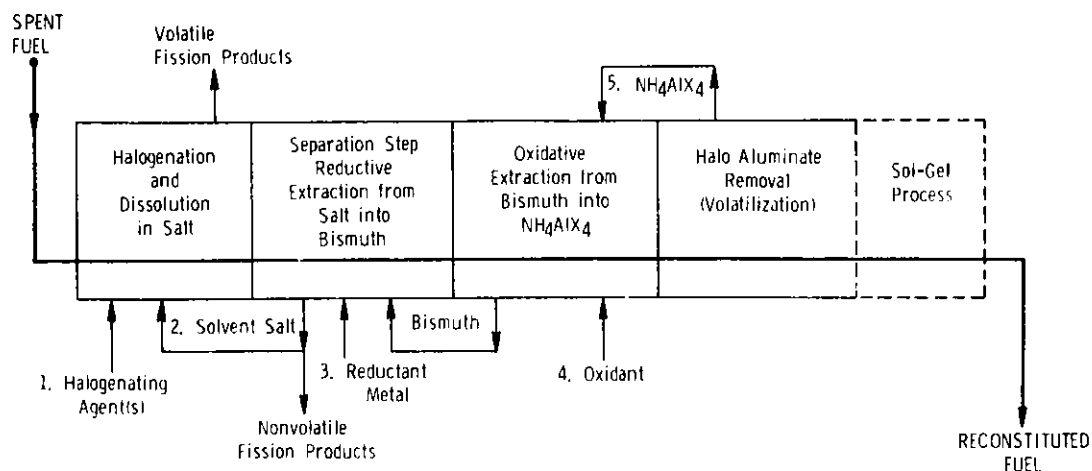 SPENT
FUEL
Volatile
Fission Products
5. NH4AlX4
Halogenation
and
Dissolution
in Salt
Separation Step
Reductive
Extraction from
Salt into
Bismuth
Oxidative
Extraction from
Bismuth into
NH4AlX4
Halo Aluminate
Removal
(Volatilization)
Sol-Gel
Process
2. Solvent Salt
Bismuth
1. Halogenating
Agent(s)
3. Reductant
Metal
4. Oxidant
Nonvolatile
Fission Products
RECONSTITUTED
FUEL